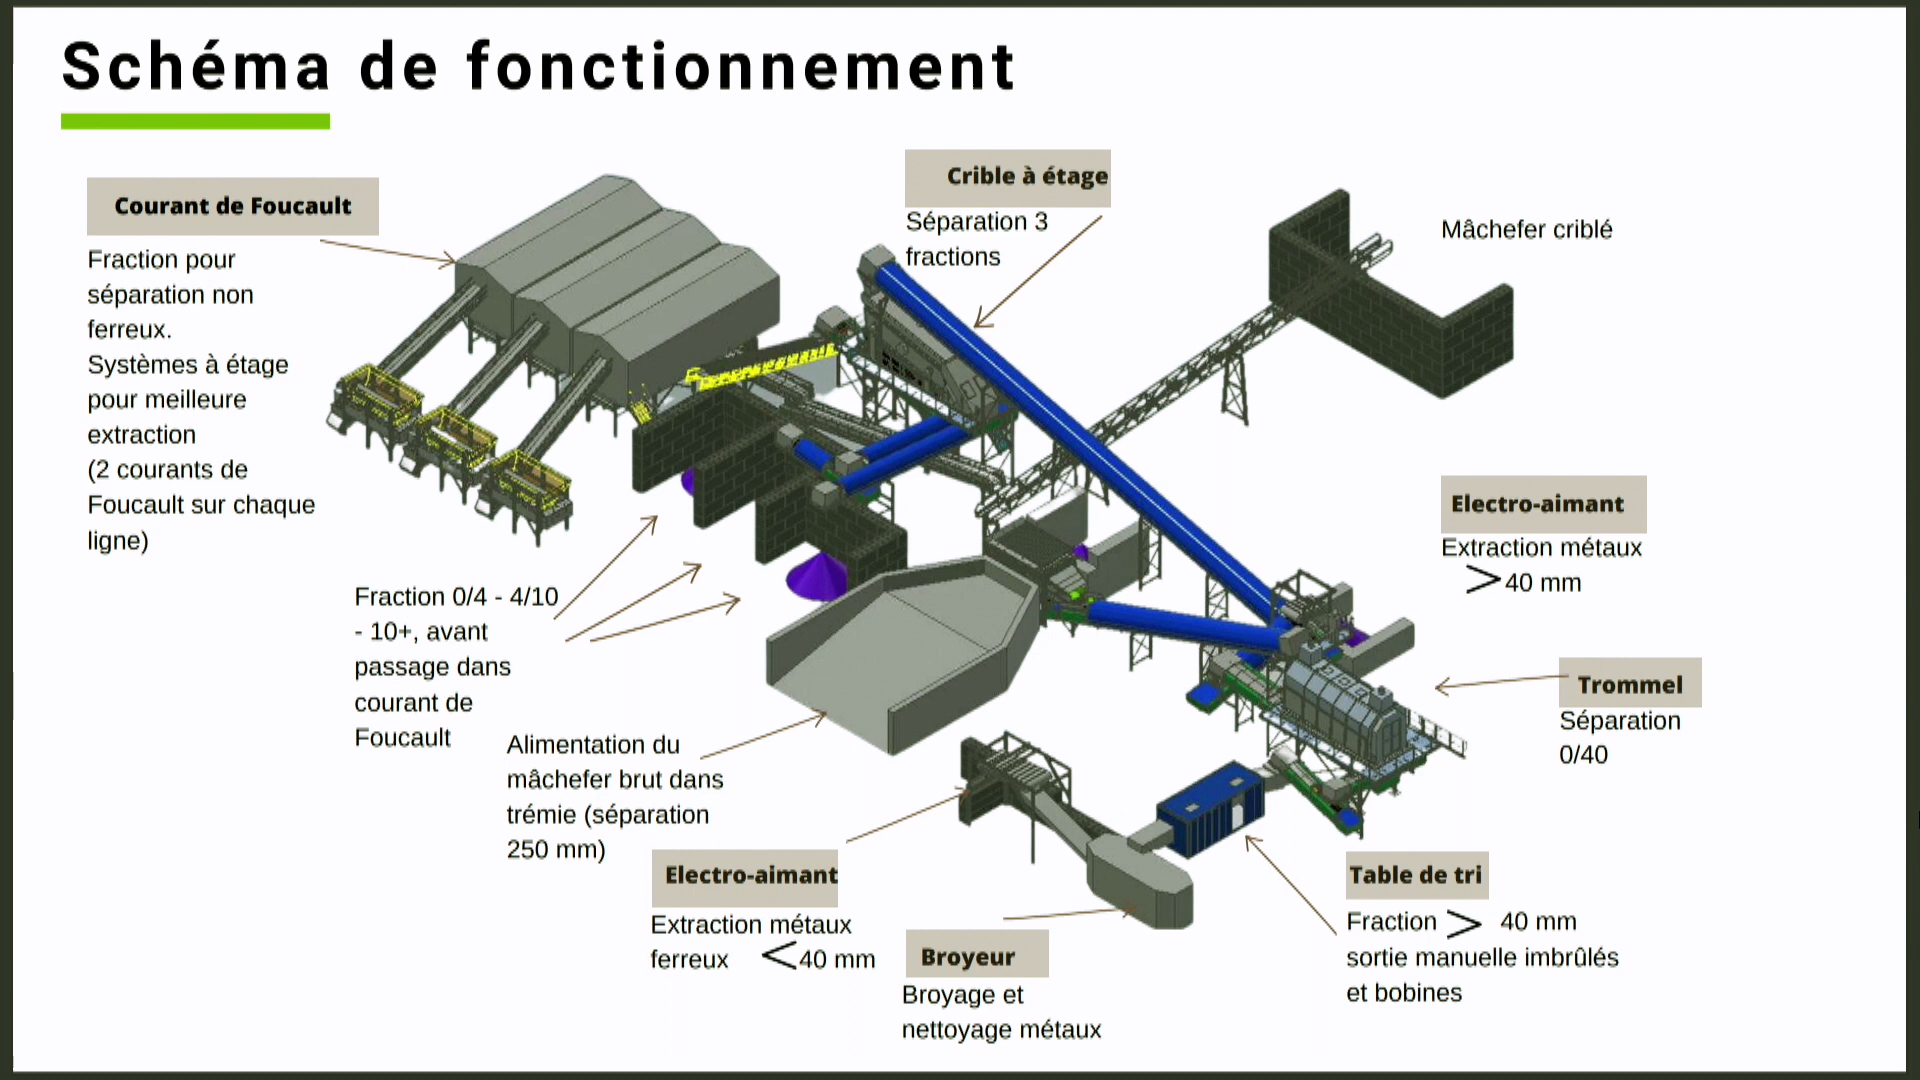 Schéma de fonctionnement
Courant de Foucault
Fraction pour
séparation non
ferreux.
Systèmes à étage
pour meilleure
extraction
(2 courants de
Foucault sur chaque
ligne)
Crible à étage
Séparation 3
fractions
Mâchefer criblé
Electro-aimant
Extraction métaux
> 40 mm
Trommel
Séparation
0/40
Fraction 0/4 - 4/10
- 10+, avant
passage dans
courant de
Foucault
Alimentation du
mâchefer brut dans
trémie (séparation
250 mm)
Electro-aimant
Extraction métaux
ferreux < 40 mm
Broyeur
Broyage et
nettoyage métaux
Table de tri
Fraction > 40 mm
sortie manuelle imbrûlés
et bobines